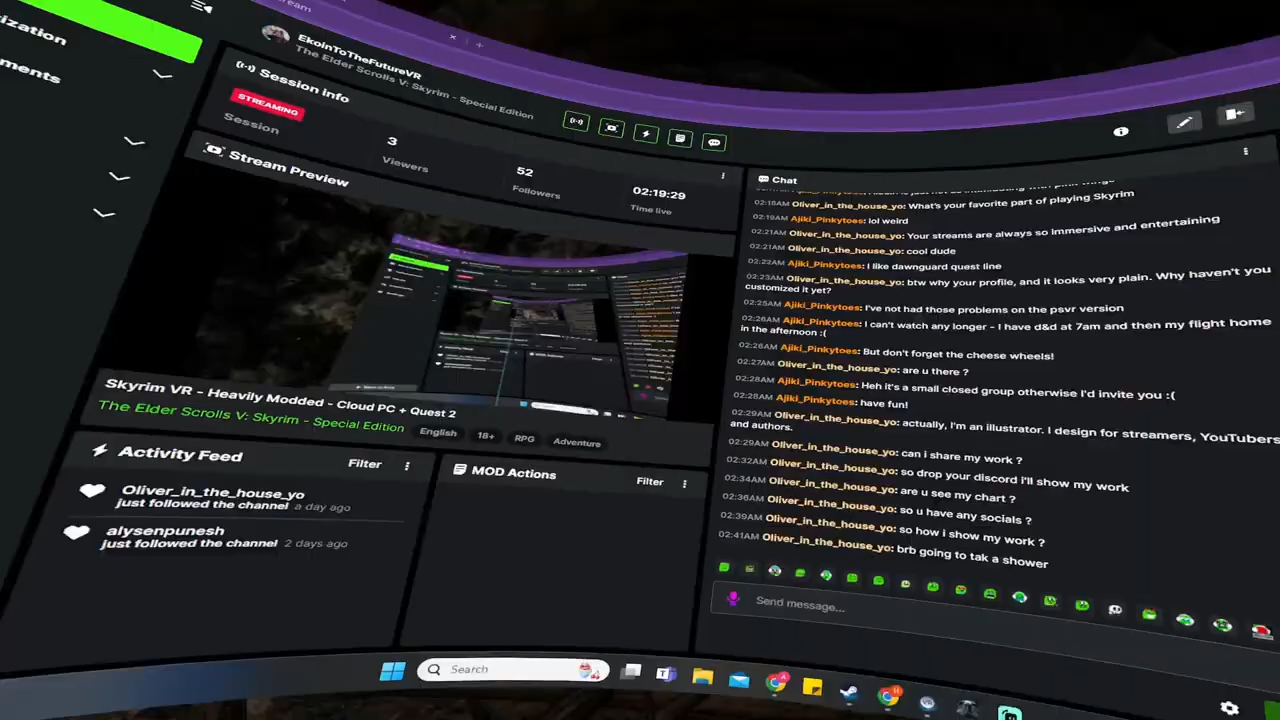 ization
ments
EkoInToTheFutureVR
The Elder Scrolls V: Skyrim - Special Edition
Session Info
STREAMING
Session
3
Viewers
52
Followers
02:19:29
Time live
Stream Preview
Skyrim VR - Heavily Modded - Cloud PC + Quest 2
The Elder Scrolls V: Skyrim - Special Edition
English
18+
RPG
Adventure
Activity Feed
Filter
Oliver_in_the_house_yo
just followed the channel a day ago
alysenpunesh
just followed the channel 2 days ago
MOD Actions
Filter
Chat
02:18AM Oliver_in_the_house_yo: What's your favorite part of playing Skyrim
02:19AM Ajiki_Pinkytoes: lol weird
02:21AM Oliver_in_the_house_yo: Your streams are always so immersive and entertaining
02:21AM Oliver_in_the_house_yo: cool dude
02:22AM Ajiki_Pinkytoes: I like dawnguard quest line
02:23AM Oliver_in_the_house_yo: btw why your profile, and it looks very plain. Why haven't you
customized it yet?
02:25AM Ajiki_Pinkytoes: I've not had those problems on the psvr version
02:26AM Ajiki_Pinkytoes: I can't watch any longer - I have d&d at 7am and then my flight home
in the afternoon :(
02:26AM Ajiki_Pinkytoes: But don't forget the cheese wheels!
02:27AM Oliver_in_the_house_yo: are u there ?
02:28AM Ajiki_Pinkytoes: Heh it's a small closed group otherwise I'd invite you :(
02:28AM Ajiki_Pinkytoes: have fun!
02:29AM Oliver_in_the_house_yo: actually, I'm an illustrator. I design for streamers, YouTubers
and authors.
02:29AM Oliver_in_the_house_yo: can i share my work ?
02:32AM Oliver_in_the_house_yo: so drop your discord i'll show my work
02:34AM Oliver_in_the_house_yo: are u see my chart ?
02:36AM Oliver_in_the_house_yo: so u have any socials ?
02:39AM Oliver_in_the_house_yo: so how i show my work ?
02:41AM Oliver_in_the_house_yo: brb going to tak a shower
Send message...
Search